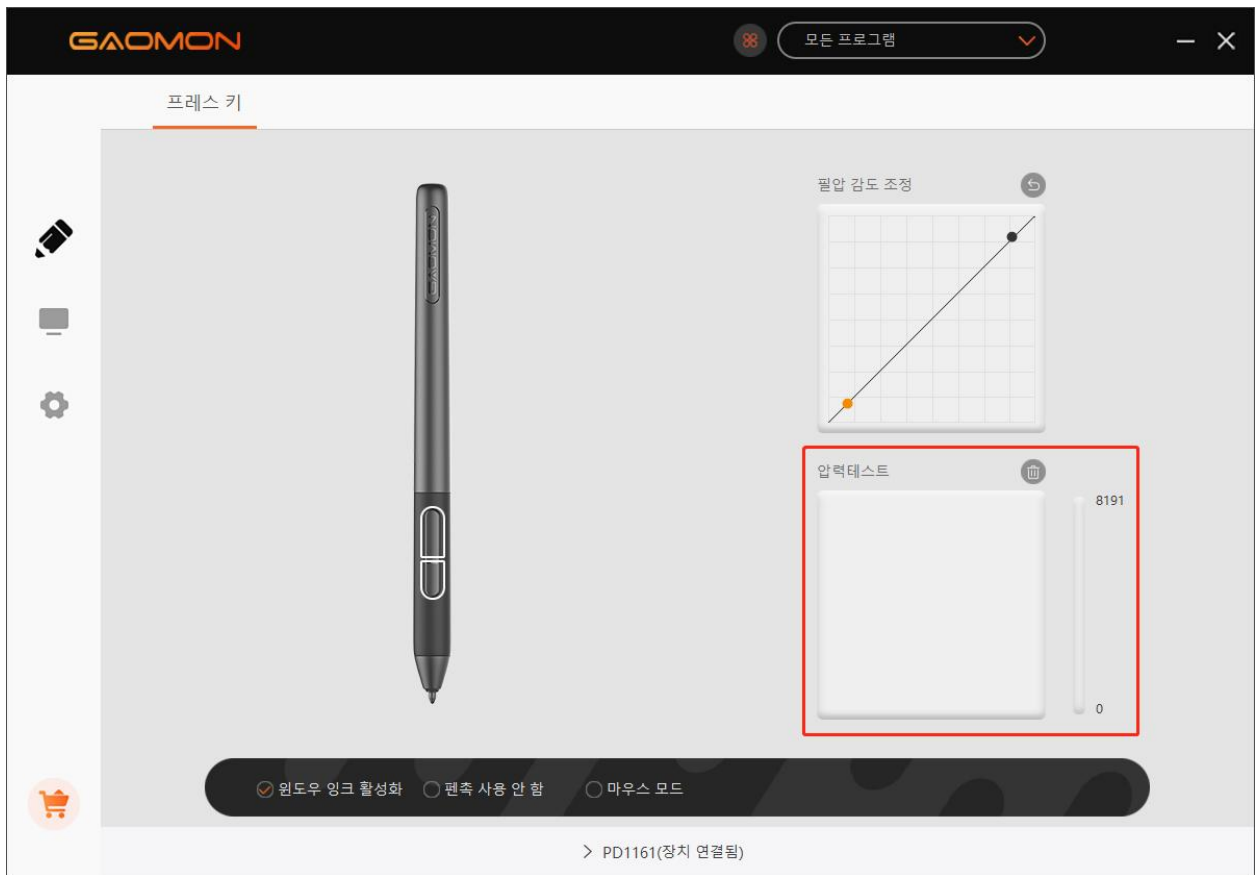 GAOMON
모든 프로그램
프레스 키
필압 감도 조정
GAOMON
압력테스트
8191
0
윈도우 잉크 활성화 펜촉 사용 안 함 마우스 모드
> PD1161(장치 연결됨)